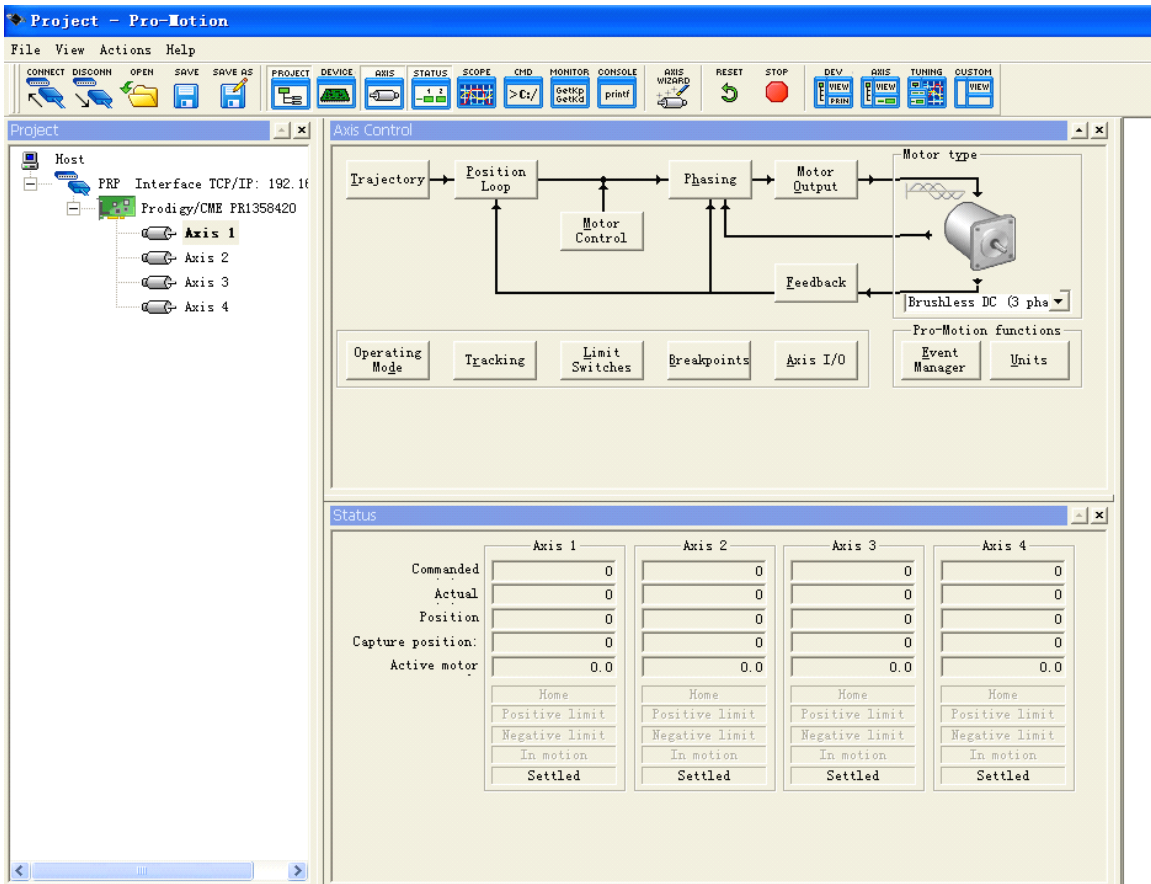 Project - Pro-Motion
File View Actions Help
CONNECT DISCONN OPEN SAVE SAVE AS PROJECT DEVICE AXIS STATUS SCOPE CMD MONITOR CONSOLE AXIS WIZARD RESET STOP DEV AXIS TUNING CUSTOM
1 2
>C:/
GetKp
GetKd
printf
VIEW
PRIN
VIEW
VIEW
Project
Host
PRP Interface TCP/IP: 192.16
Prodigy/CME PR1358420
Axis 1
Axis 2
Axis 3
Axis 4
Axis Control
Trajectory
Position
Loop
Motor
Control
Phasing
Motor
Output
Feedback
Motor type
Brushless DC (3 pha
Operating
Mode
Tracking
Limit
Switches
Breakpoints
Axis I/O
Pro-Motion functions
Event
Manager
Units
Status
Axis 1 Axis 2 Axis 3 Axis 4
Commanded 0 0 0 0
Actual 0 0 0 0
Position 0 0 0 0
Capture position: 0 0 0 0
Active motor 0.0 0.0 0.0 0.0
Home Home Home Home
Positive limit Positive limit Positive limit Positive limit
Negative limit Negative limit Negative limit Negative limit
In motion In motion In motion In motion
Settled Settled Settled Settled